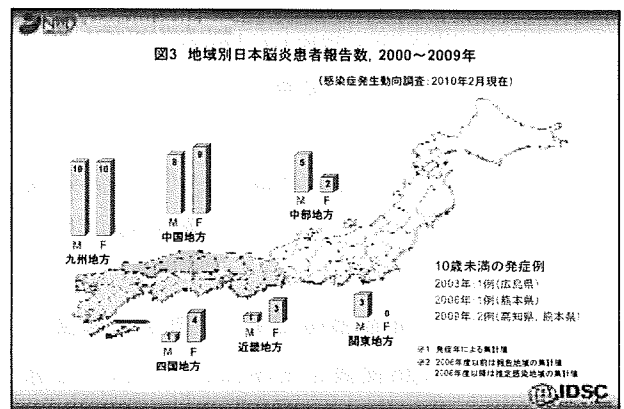 図3 地域別日本脳炎患者報告数, 2000～2009年
(感染症発生動向調査:2010年2月現在)
10 10
M F
九州地方
8 9
M F
中国地方
5 2
M F
中部地方
1 4
M F
四国地方
1 3
M F
近畿地方
3 0
M F
関東地方
10歳未満の発症例
2003年:1例(広島県)
2006年:1例(熊本県)
2009年:2例(高知県, 熊本県)
※1 発症年による集計値
※2 2006年度以前は報告地域の集計値
2006年度以降は推定感染地域の集計値
IDSC